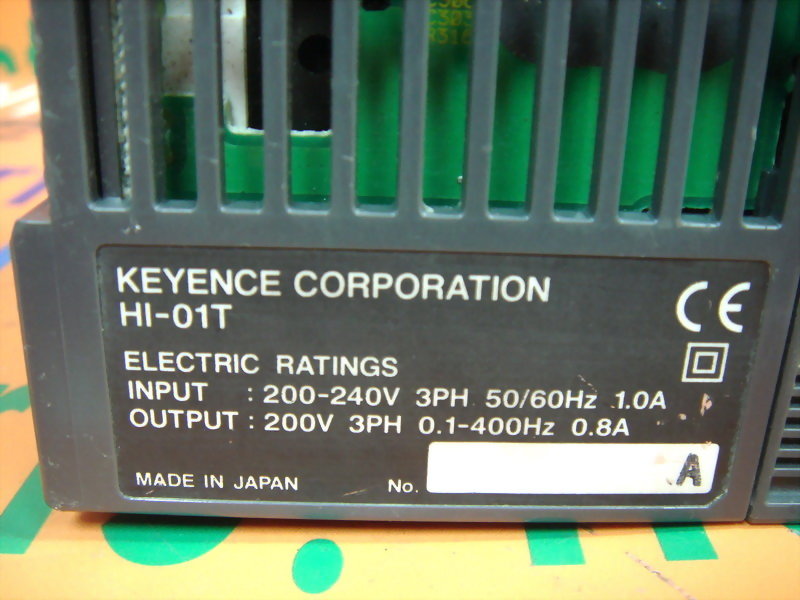 KEYENCE CORPORATION
HI-01T
CE
ELECTRIC RATINGS
INPUT : 200-240V 3PH 50/60Hz 1.0A
OUTPUT : 200V 3PH 0.1-400Hz 0.8A
MADE IN JAPAN No. A